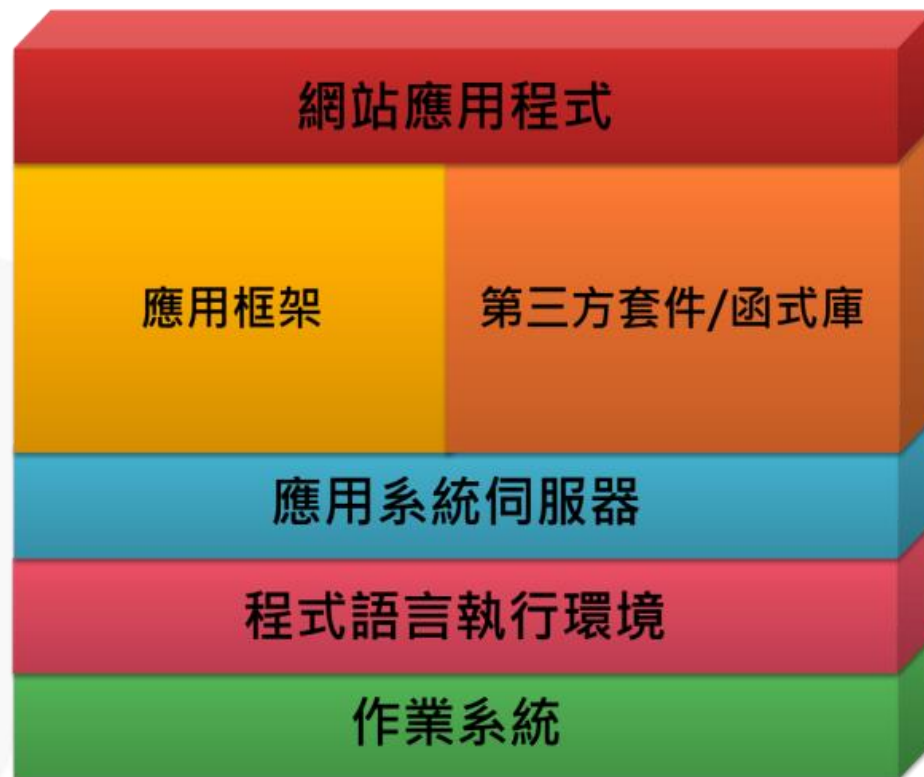 網站應用程式
應用框架
第三方套件/函式庫
應用系統伺服器
程式語言執行環境
作業系統